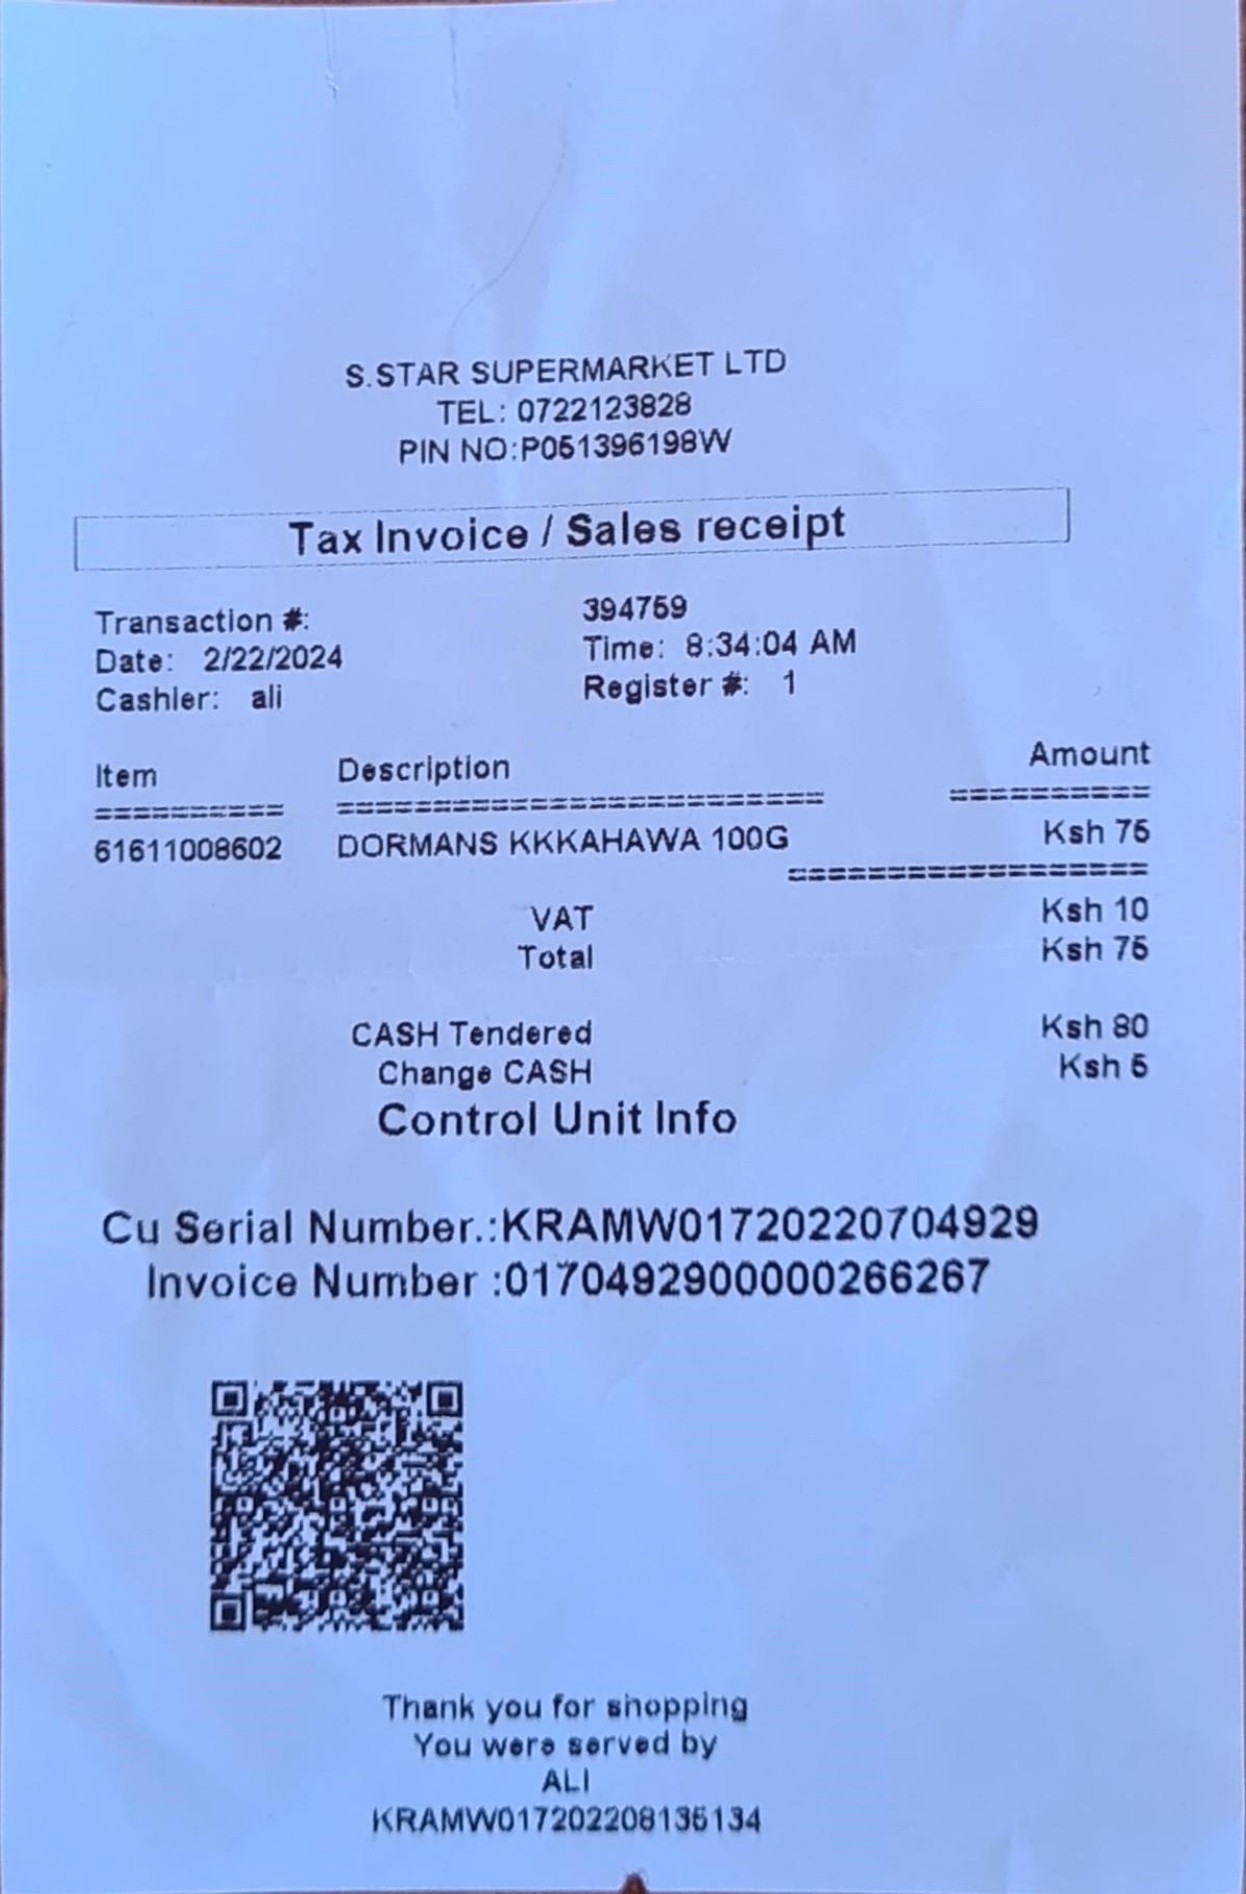 S.STAR SUPERMARKET LTD
TEL: 0722123828
PIN NO:P051396198W
Tax Invoice / Sales receipt
Transaction #: 394759
Date: 2/22/2024 Time: 8:34:04 AM
Cashier: ali Register #: 1
Item Description Amount
========== ========================= ==========
61611008602 DORMANS KKKAHAWA 100G Ksh 75
==================
VAT Ksh 10
Total Ksh 75
CASH Tendered Ksh 80
Change CASH Ksh 5
Control Unit Info
Cu Serial Number.:KRAMW01720220704929
Invoice Number :0170492900000266267
Thank you for shopping
You were served by
ALI
KRAMW017202208135134